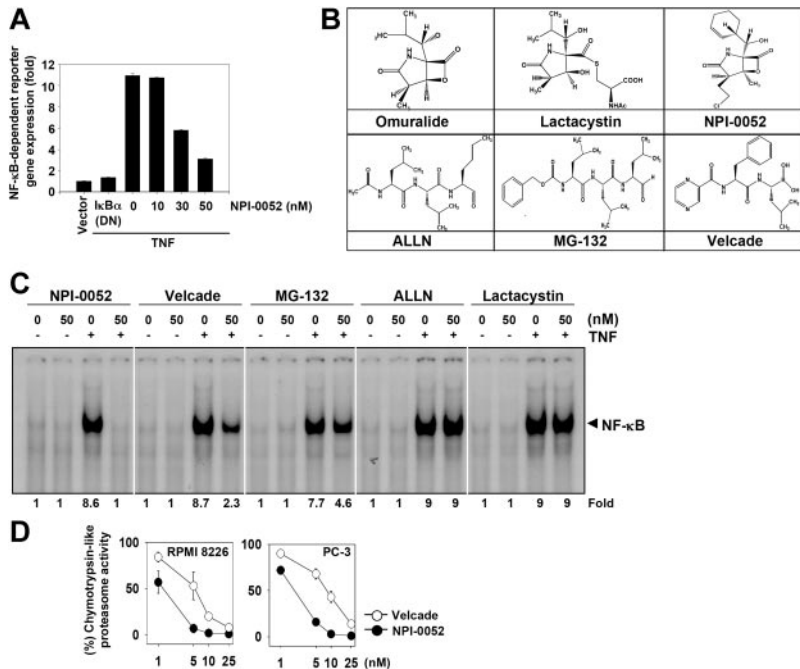 A
NF-κB-dependent reporter
gene expression (fold)
12
10
8
6
4
2
0
Vector
IκBα
(DN)
0 10 30 50 NPI-0052 (nM)
TNF
B
Omuralide Lactacystin NPI-0052
ALLN MG-132 Velcade
C
NPI-0052 Velcade MG-132 ALLN Lactacystin
0 50 0 50 0 50 0 50 0 50 0 50 0 50 0 50 0 50 0 50 (nM)
- - + + - - + + - - + + - - + + - - + + TNF
NF-κB
1 1 8.6 1 1 1 8.7 2.3 1 1 7.7 4.6 1 1 9 9 1 1 9 9 Fold
D
(%) Chymotrypsin-like
proteasome activity
100
50
0
RPMI 8226
1 5 10 25
100
50
0
PC-3
1 5 10 25 (nM)
Velcade
NPI-0052